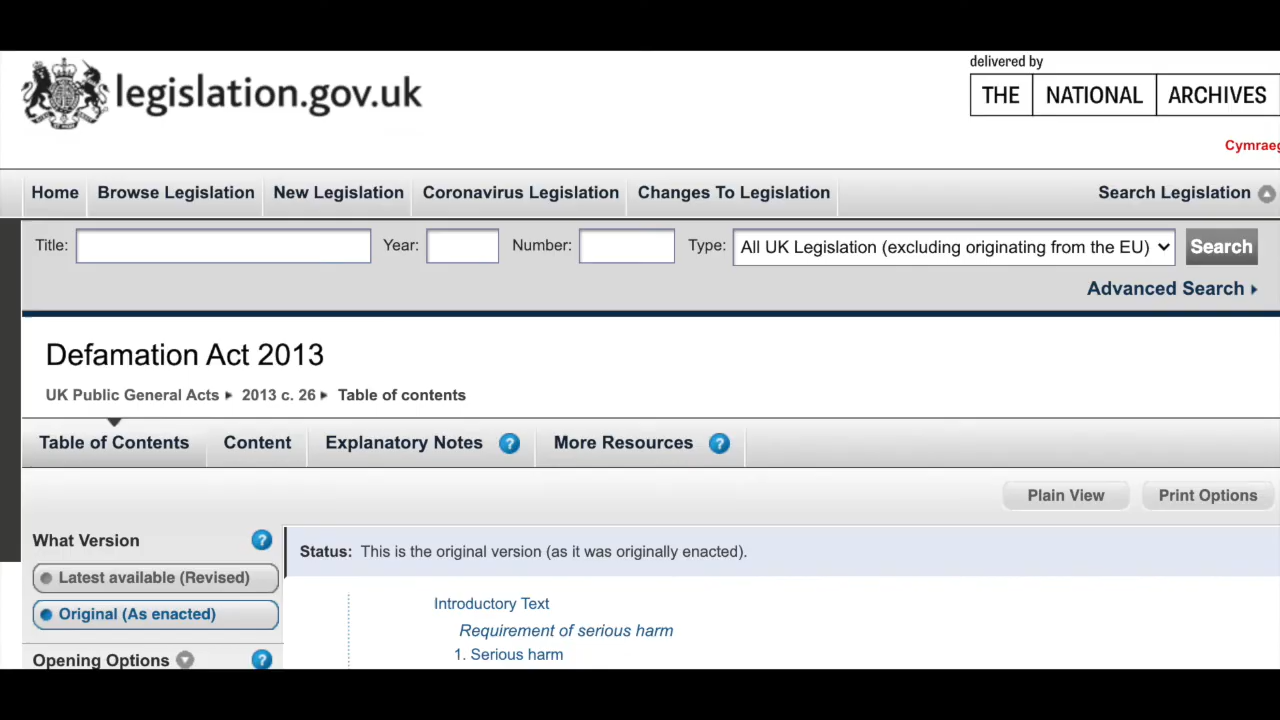 legislation.gov.uk
delivered by
THE NATIONAL ARCHIVES
Cymraeg
Home Browse Legislation New Legislation Coronavirus Legislation Changes To Legislation Search Legislation
Title: Year: Number: Type: All UK Legislation (excluding originating from the EU) Search
Advanced Search
Defamation Act 2013
UK Public General Acts 2013 c. 26 Table of contents
Table of Contents Content Explanatory Notes ? More Resources ?
Plain View Print Options
What Version ?
Status: This is the original version (as it was originally enacted).
Latest available (Revised)
Original (As enacted)
Introductory Text
Requirement of serious harm
1. Serious harm
Opening Options ?